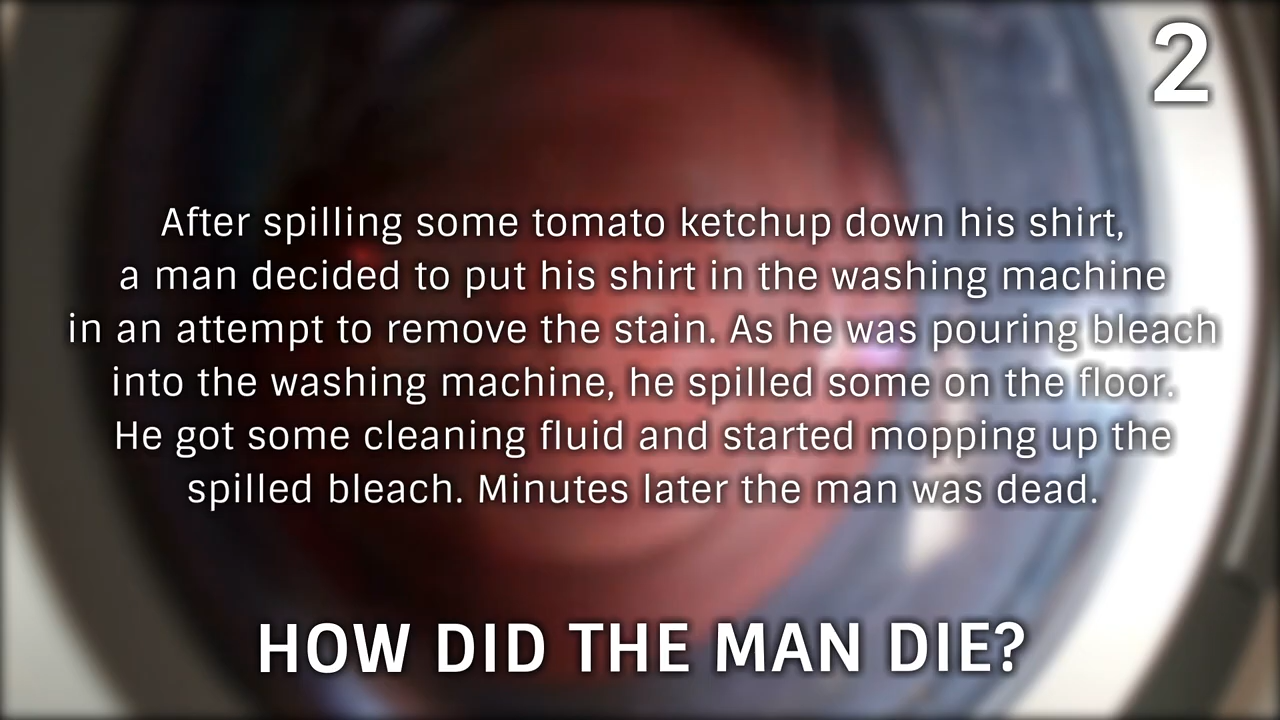 2
After spilling some tomato ketchup down his shirt,
a man decided to put his shirt in the washing machine
in an attempt to remove the stain. As he was pouring bleach
into the washing machine, he spilled some on the floor.
He got some cleaning fluid and started mopping up the
spilled bleach. Minutes later the man was dead.
HOW DID THE MAN DIE?